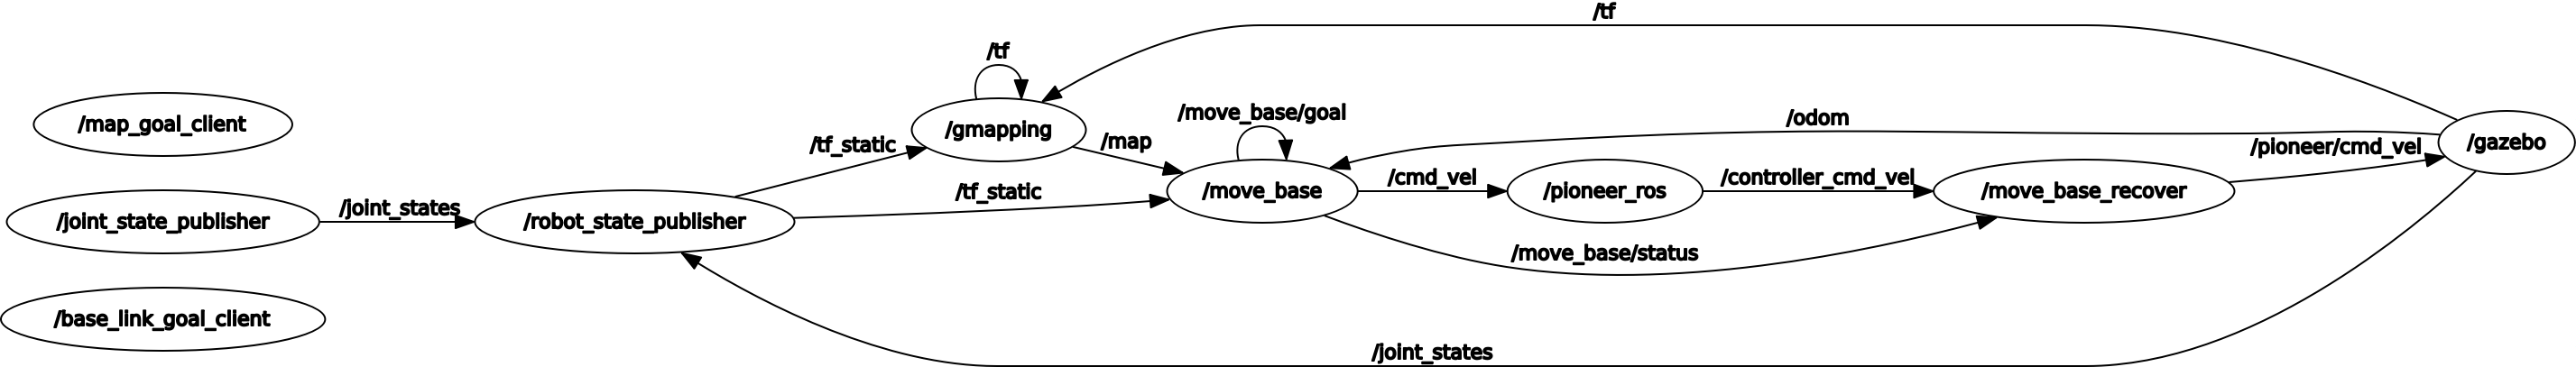 /tf
/tf
/map_goal_client
/gmapping
/move_base/goal
/odom
/gazebo
/tf_static
/map
/pioneer/cmd_vel
/joint_state_publisher
/joint_states
/robot_state_publisher
/tf_static
/move_base
/cmd_vel
/pioneer_ros
/controller_cmd_vel
/move_base_recover
/move_base/status
/base_link_goal_client
/joint_states